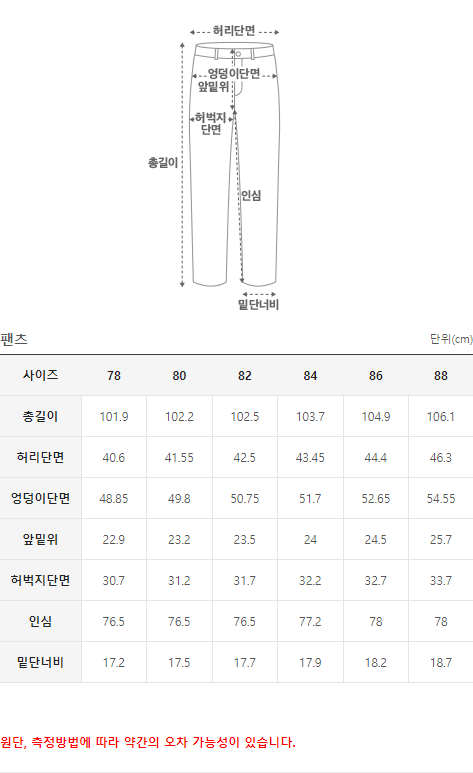 허리단면
엉덩이단면
앞밑위
허벅지
단면
총길이
인심
밑단너비
팬츠 단위(cm)
사이즈 78 80 82 84 86 88
총길이 101.9 102.2 102.5 103.7 104.9 106.1
허리단면 40.6 41.55 42.5 43.45 44.4 46.3
엉덩이단면 48.85 49.8 50.75 51.7 52.65 54.55
앞밑위 22.9 23.2 23.5 24 24.5 25.7
허벅지단면 30.7 31.2 31.7 32.2 32.7 33.7
인심 76.5 76.5 76.5 77.2 78 78
밑단너비 17.2 17.5 17.7 17.9 18.2 18.7
원단, 측정방법에 따라 약간의 오차 가능성이 있습니다.